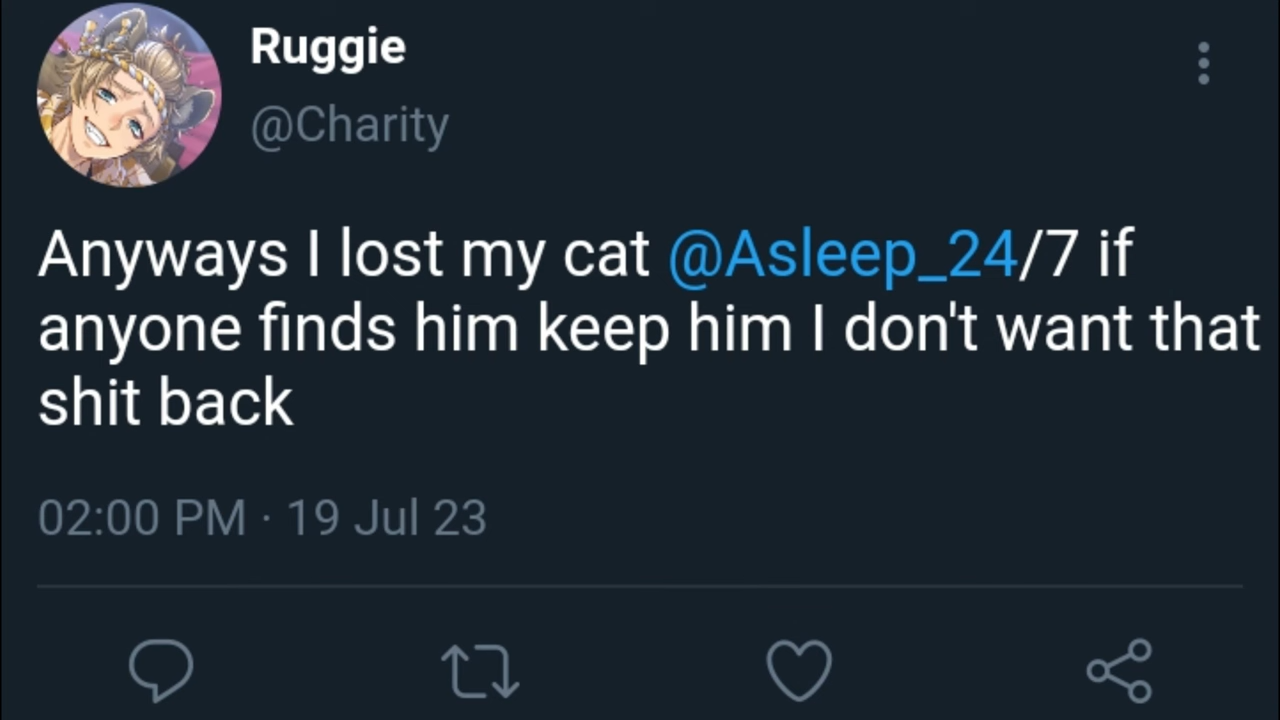 Ruggie
@Charity
Anyways I lost my cat @Asleep_24/7 if
anyone finds him keep him I don't want that
shit back
02:00 PM · 19 Jul 23